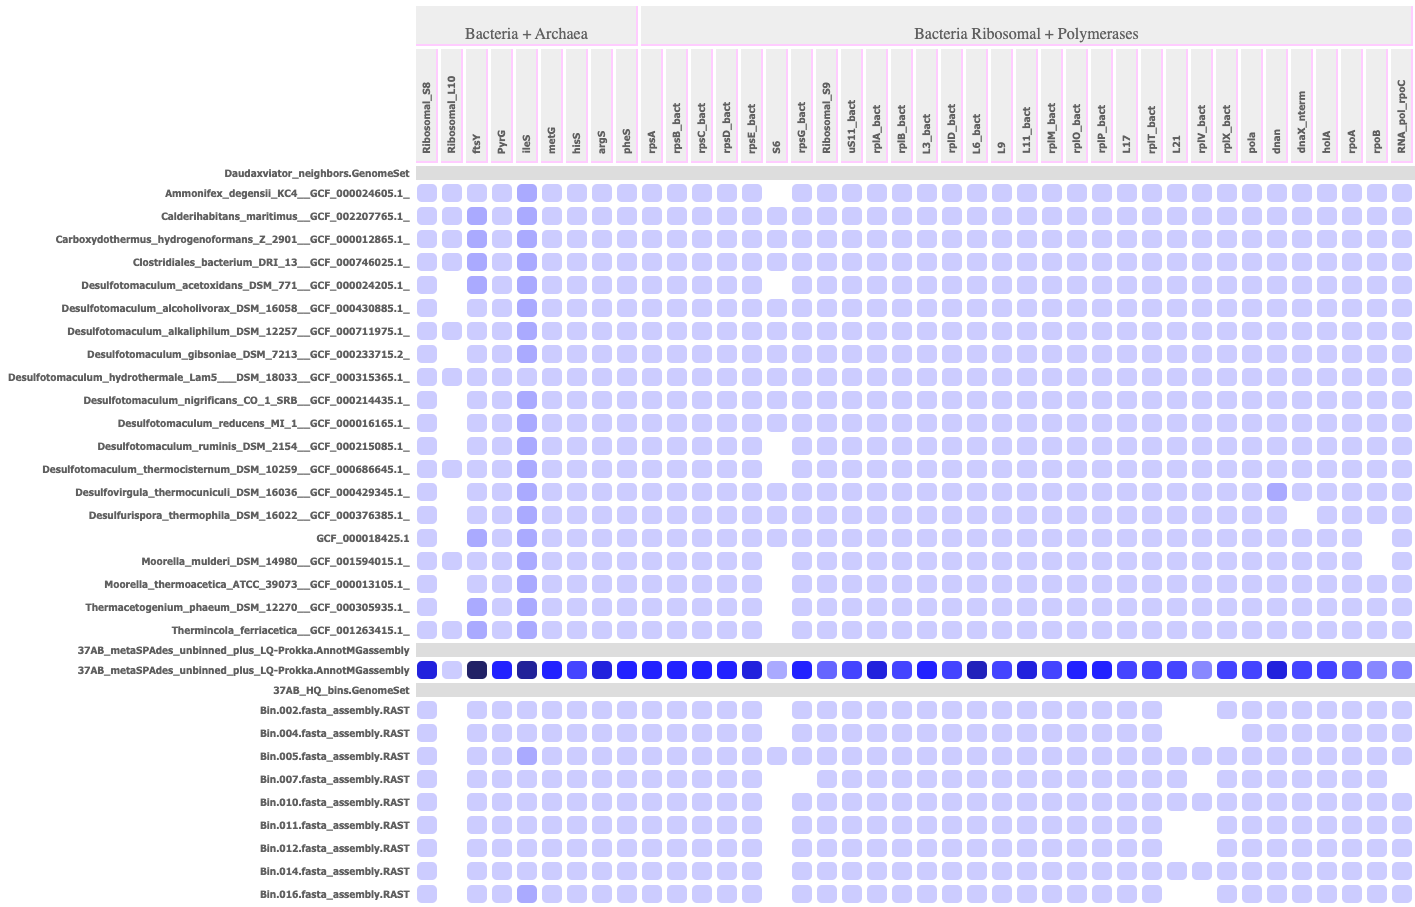 Bacteria + Archaea
Bacteria Ribosomal + Polymerases
Ribosomal_S8
Ribosomal_L10
ftsY
PyrG
ileS
metG
hisS
argS
pheS
rpsA
rpsB_bact
rpsC_bact
rpsD_bact
rpsE_bact
S6
rpsG_bact
Ribosomal_S9
uS11_bact
rplA_bact
rplB_bact
L3_bact
rplD_bact
L6_bact
L9
L11_bact
rplM_bact
rplO_bact
rplP_bact
L17
rplT_bact
L21
rplV_bact
rplX_bact
pola
dnan
dnaX_nterm
holA
rpoA
rpoB
RNA_pol_rpoC
Daudaxviator_neighbors.GenomeSet
Ammonifex_degensii_KC4__GCF_000024605.1_
Calderihabitans_maritimus__GCF_002207765.1_
Carboxydothermus_hydrogenoformans_Z_2901__GCF_000012865.1_
Clostridiales_bacterium_DRI_13__GCF_000746025.1_
Desulfotomaculum_acetoxidans_DSM_771__GCF_000024205.1_
Desulfotomaculum_alcoholivorax_DSM_16058__GCF_000430885.1_
Desulfotomaculum_alkaliphilum_DSM_12257__GCF_000711975.1_
Desulfotomaculum_gibsoniae_DSM_7213__GCF_000233715.2_
Desulfotomaculum_hydrothermale_Lam5___DSM_18033__GCF_000315365.1_
Desulfotomaculum_nigrificans_CO_1_SRB__GCF_000214435.1_
Desulfotomaculum_reducens_MI_1__GCF_000016165.1_
Desulfotomaculum_ruminis_DSM_2154__GCF_000215085.1_
Desulfotomaculum_thermocisternum_DSM_10259__GCF_000686645.1_
Desulfovirgula_thermocuniculi_DSM_16036__GCF_000429345.1_
Desulfurispora_thermophila_DSM_16022__GCF_000376385.1_
GCF_000018425.1
Moorella_mulderi_DSM_14980__GCF_001594015.1_
Moorella_thermoacetica_ATCC_39073__GCF_000013105.1_
Thermacetogenium_phaeum_DSM_12270__GCF_000305935.1_
Thermincola_ferriacetica__GCF_001263415.1_
37AB_metaSPAdes_unbinned_plus_LQ-Prokka.AnnotMGassembly
37AB_metaSPAdes_unbinned_plus_LQ-Prokka.AnnotMGassembly
37AB_HQ_bins.GenomeSet
Bin.002.fasta_assembly.RAST
Bin.004.fasta_assembly.RAST
Bin.005.fasta_assembly.RAST
Bin.007.fasta_assembly.RAST
Bin.010.fasta_assembly.RAST
Bin.011.fasta_assembly.RAST
Bin.012.fasta_assembly.RAST
Bin.014.fasta_assembly.RAST
Bin.016.fasta_assembly.RAST